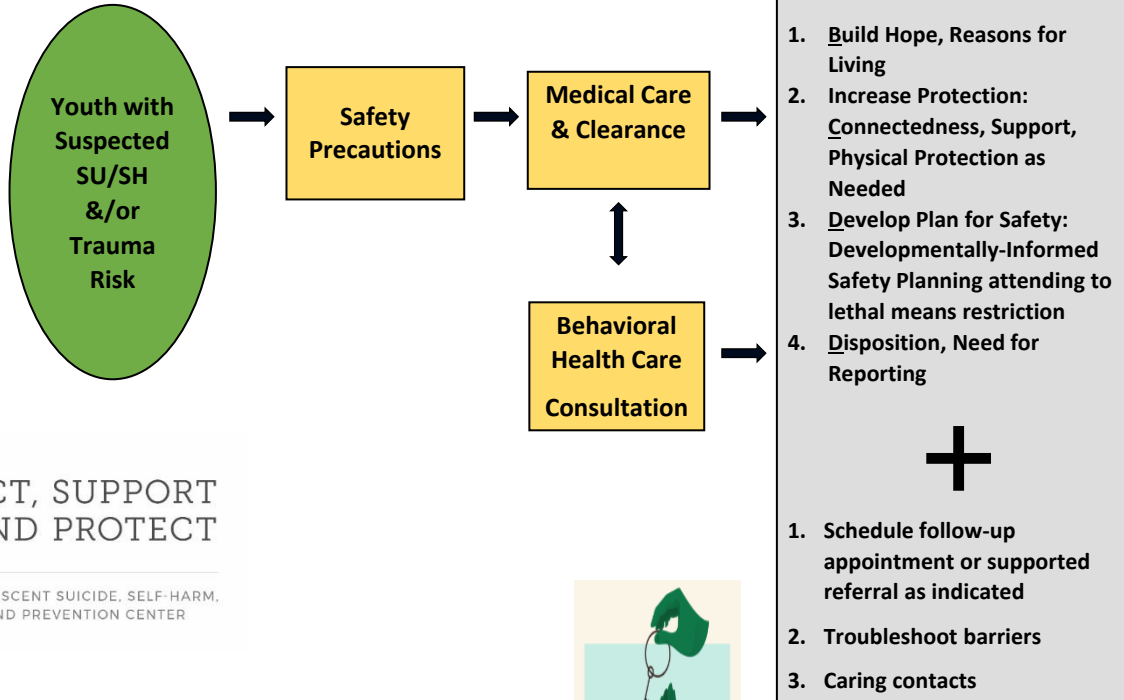 Youth with
Suspected
SU/SH
&/or
Trauma
Risk
Safety
Precautions
Medical Care
& Clearance
Behavioral
Health Care
Consultation
1. Build Hope, Reasons for
Living
2. Increase Protection:
Connectedness, Support,
Physical Protection as
Needed
3. Develop Plan for Safety:
Developmentally-Informed
Safety Planning attending to
lethal means restriction
4. Disposition, Need for
Reporting
+
1. Schedule follow-up
appointment or supported
referral as indicated
2. Troubleshoot barriers
3. Caring contacts
CT, SUPPORT
ND PROTECT
SCENT SUICIDE, SELF-HARM,
ND PREVENTION CENTER